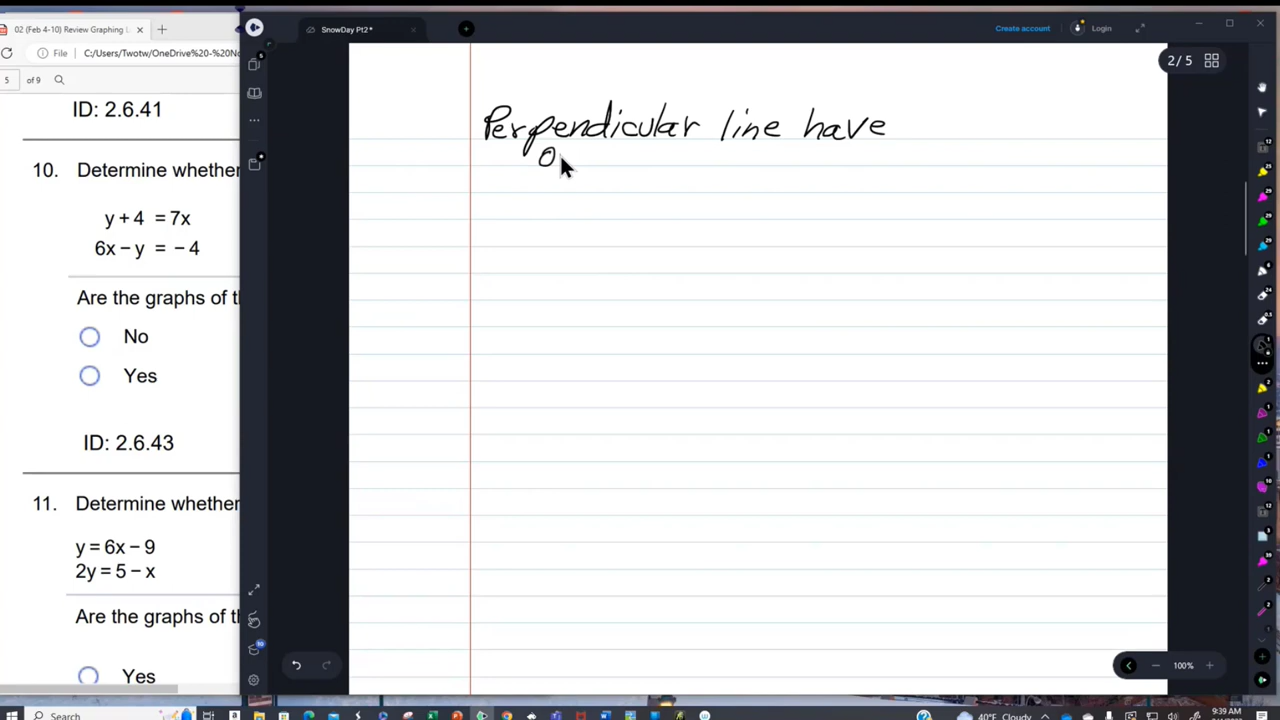 02 (Feb 4-10) Review Graphing L
SnowDay Pt2*
Create account
Login
File
C:/Users/Twotw/OneDrive%20-%20No
5
of 9
2/5
ID: 2.6.41
Perpendicular line have
o
10. Determine whether
y + 4 = 7x
6x − y = − 4
Are the graphs of t
No
Yes
ID: 2.6.43
11. Determine whether
y = 6x − 9
2y = 5 − x
Are the graphs of t
Yes
100%
Search
40°F Cloudy
9:39 AM